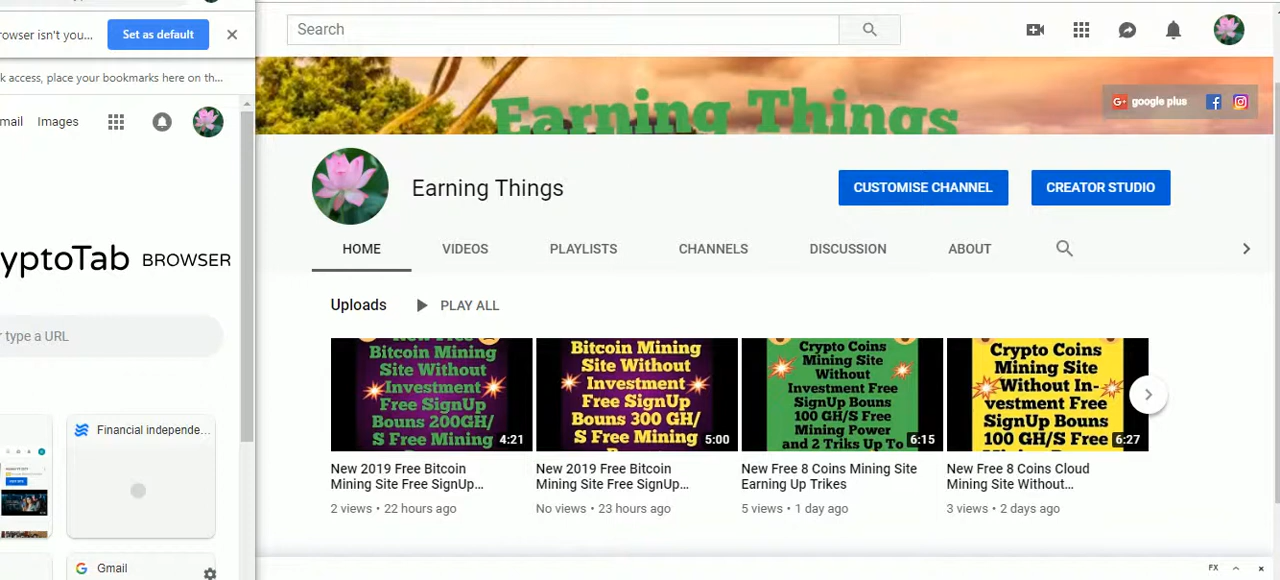 rowser isn't you...
Set as default
k access, place your bookmarks here on th...
mail
Images
yptoTab BROWSER
r type a URL
Financial independe...
Gmail
Search
Earning Things
google plus
Earning Things
CUSTOMISE CHANNEL
CREATOR STUDIO
HOME
VIDEOS
PLAYLISTS
CHANNELS
DISCUSSION
ABOUT
Uploads
PLAY ALL
Bitcoin Mining
Site Without
Investment
Free SignUp
Bouns 200GH/
S Free Mining
4:21
Bitcoin Mining
Site Without
Investment
Free SignUp
Bouns 300 GH/
S Free Mining
5:00
Crypto Coins
Mining Site
Without
Investment Free
SignUp Bouns
100 GH/S Free
Mining Power
and 2 Triks Up To
6:15
Crypto Coins
Mining Site
Without In-
vestment Free
SignUp Bouns
100 GH/S Free
6:27
New 2019 Free Bitcoin
Mining Site Free SignUp...
2 views • 22 hours ago
New 2019 Free Bitcoin
Mining Site Free SignUp...
No views • 23 hours ago
New Free 8 Coins Mining Site
Earning Up Trikes
5 views • 1 day ago
New Free 8 Coins Cloud
Mining Site Without...
3 views • 2 days ago
FX